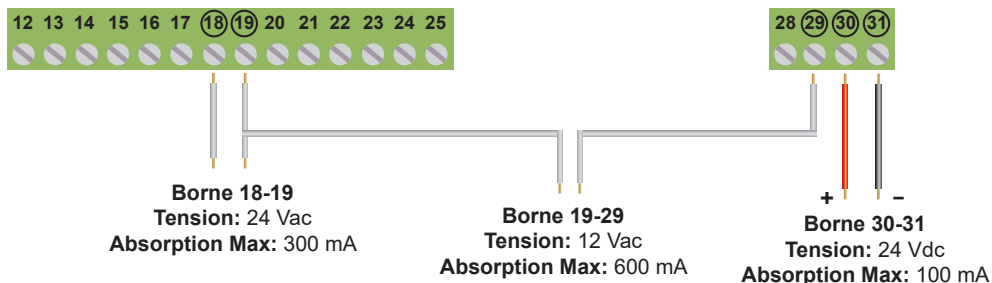 12 13 14 15 16 17 18 19 20 21 22 23 24 25
28 29 30 31
Borne 18-19
Tension: 24 Vac
Absorption Max: 300 mA
Borne 19-29
Tension: 12 Vac
Absorption Max: 600 mA
+ −
Borne 30-31
Tension: 24 Vdc
Absorption Max: 100 mA